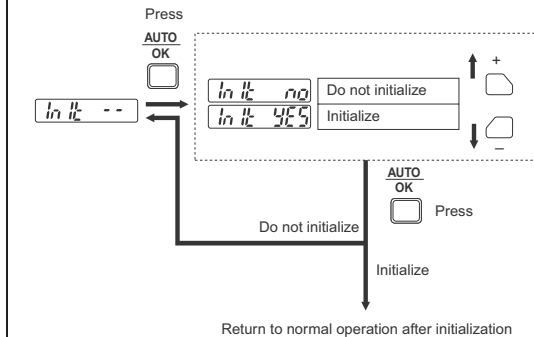 Press
AUTO
OK
+
InIt no
Do not initialize
InIt --
InIt YES
Initialize
–
AUTO
OK
Press
Do not initialize
Initialize
Return to normal operation after initialization